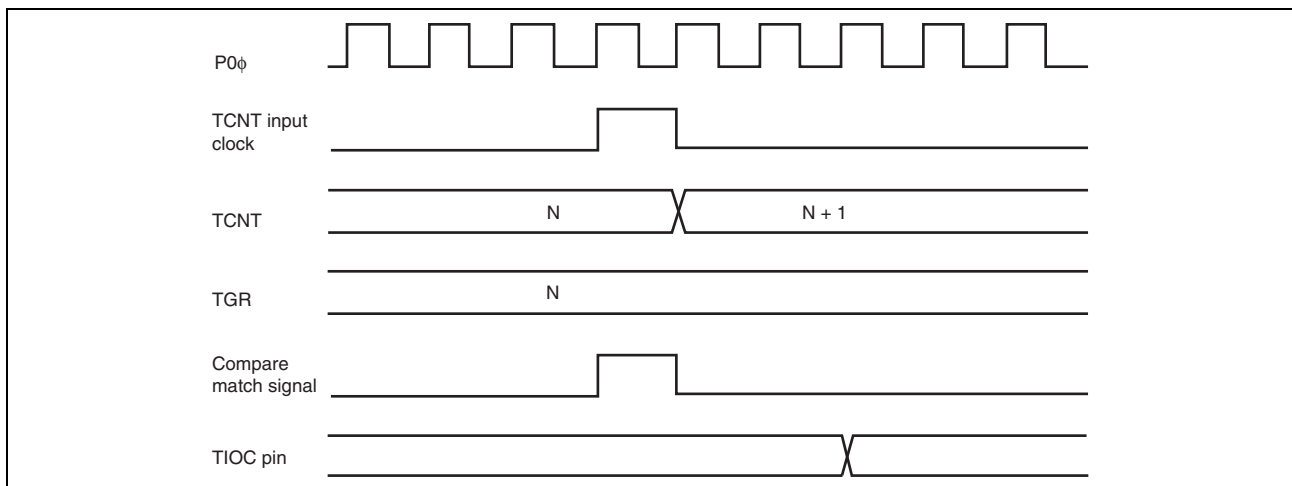 P0ϕ
TCNT input
clock
TCNT
N
N + 1
TGR
N
Compare
match signal
TIOC pin